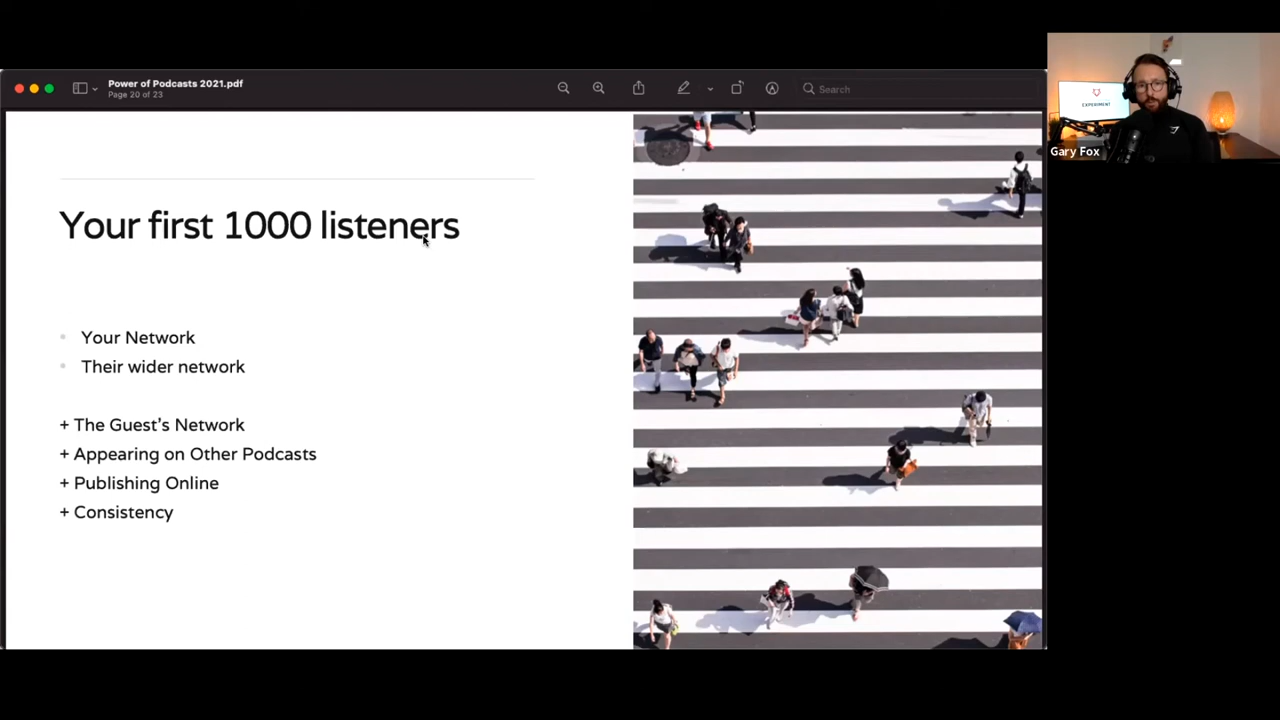 Power of Podcasts 2021.pdf
Page 20 of 23
Search
EXPERIMENT
Gary Fox
Your first 1000 listeners
• Your Network
• Their wider network
+ The Guest's Network
+ Appearing on Other Podcasts
+ Publishing Online
+ Consistency